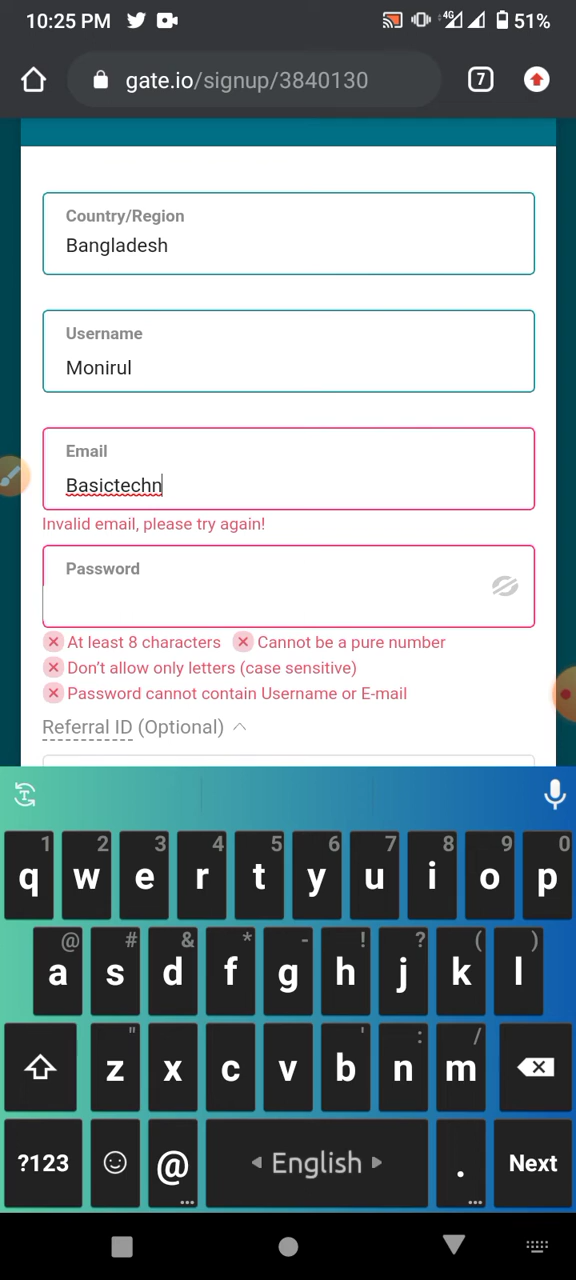 10:25 PM 4G 51%
gate.io/signup/3840130 7
Country/Region
Bangladesh
Username
Monirul
Email
Basictechn
Invalid email, please try again!
Password
At least 8 characters Cannot be a pure number
Don't allow only letters (case sensitive)
Password cannot contain Username or E-mail
Referral ID (Optional)
T
1 2 3 4 5 6 7 8 9 0
q w e r t y u i o p
@ # & * - ! ? ( )
a s d f g h j k l
" ' : /
z x c v b n m
?123 @ English . Next
... ...